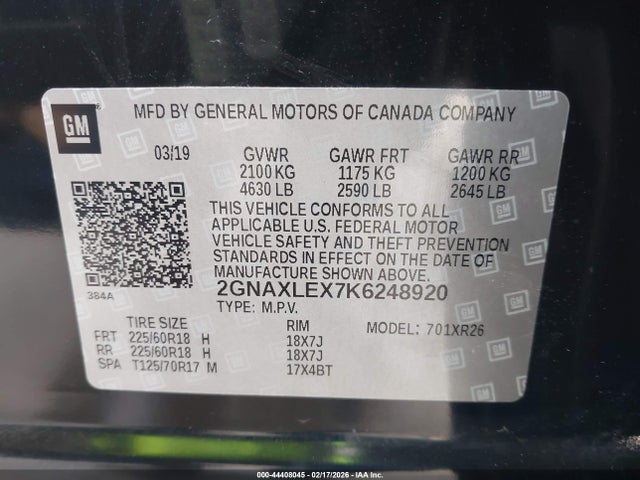 GM
MFD BY GENERAL MOTORS OF CANADA COMPANY
03/19 GVWR GAWR FRT GAWR RR
2100 KG 1175 KG 1200 KG
4630 LB 2590 LB 2645 LB
THIS VEHICLE CONFORMS TO ALL
APPLICABLE U.S. FEDERAL MOTOR
VEHICLE SAFETY AND THEFT PREVENTION
STANDARDS IN EFFECT ON THE DATE OF
MANUFACTURE SHOWN ABOVE.
384A
2GNAXLEX7K6248920
TYPE: M.P.V.
TIRE SIZE RIM MODEL: 701XR26
FRT 225/60R18 H 18X7J
RR 225/60R18 H 18X7J
SPA T125/70R17 M 17X4BT
000-44408045 - 02/17/2026 - IAA Inc.